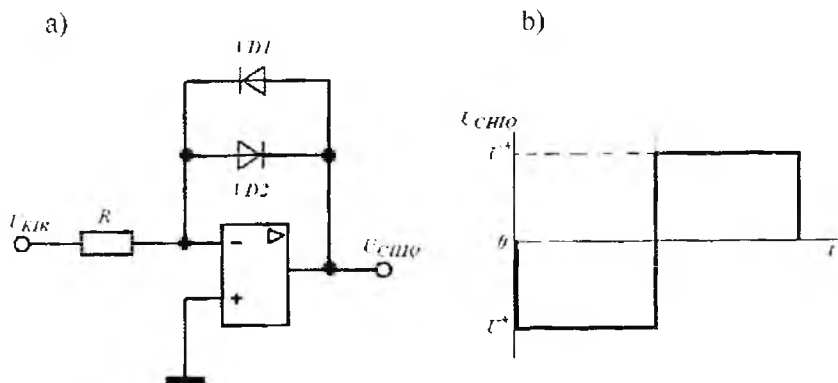 a)
b)
VD1
VD2
U_KIR
R
-
+
U_CHIQ
U_CHIQ
U*
0
t
U*